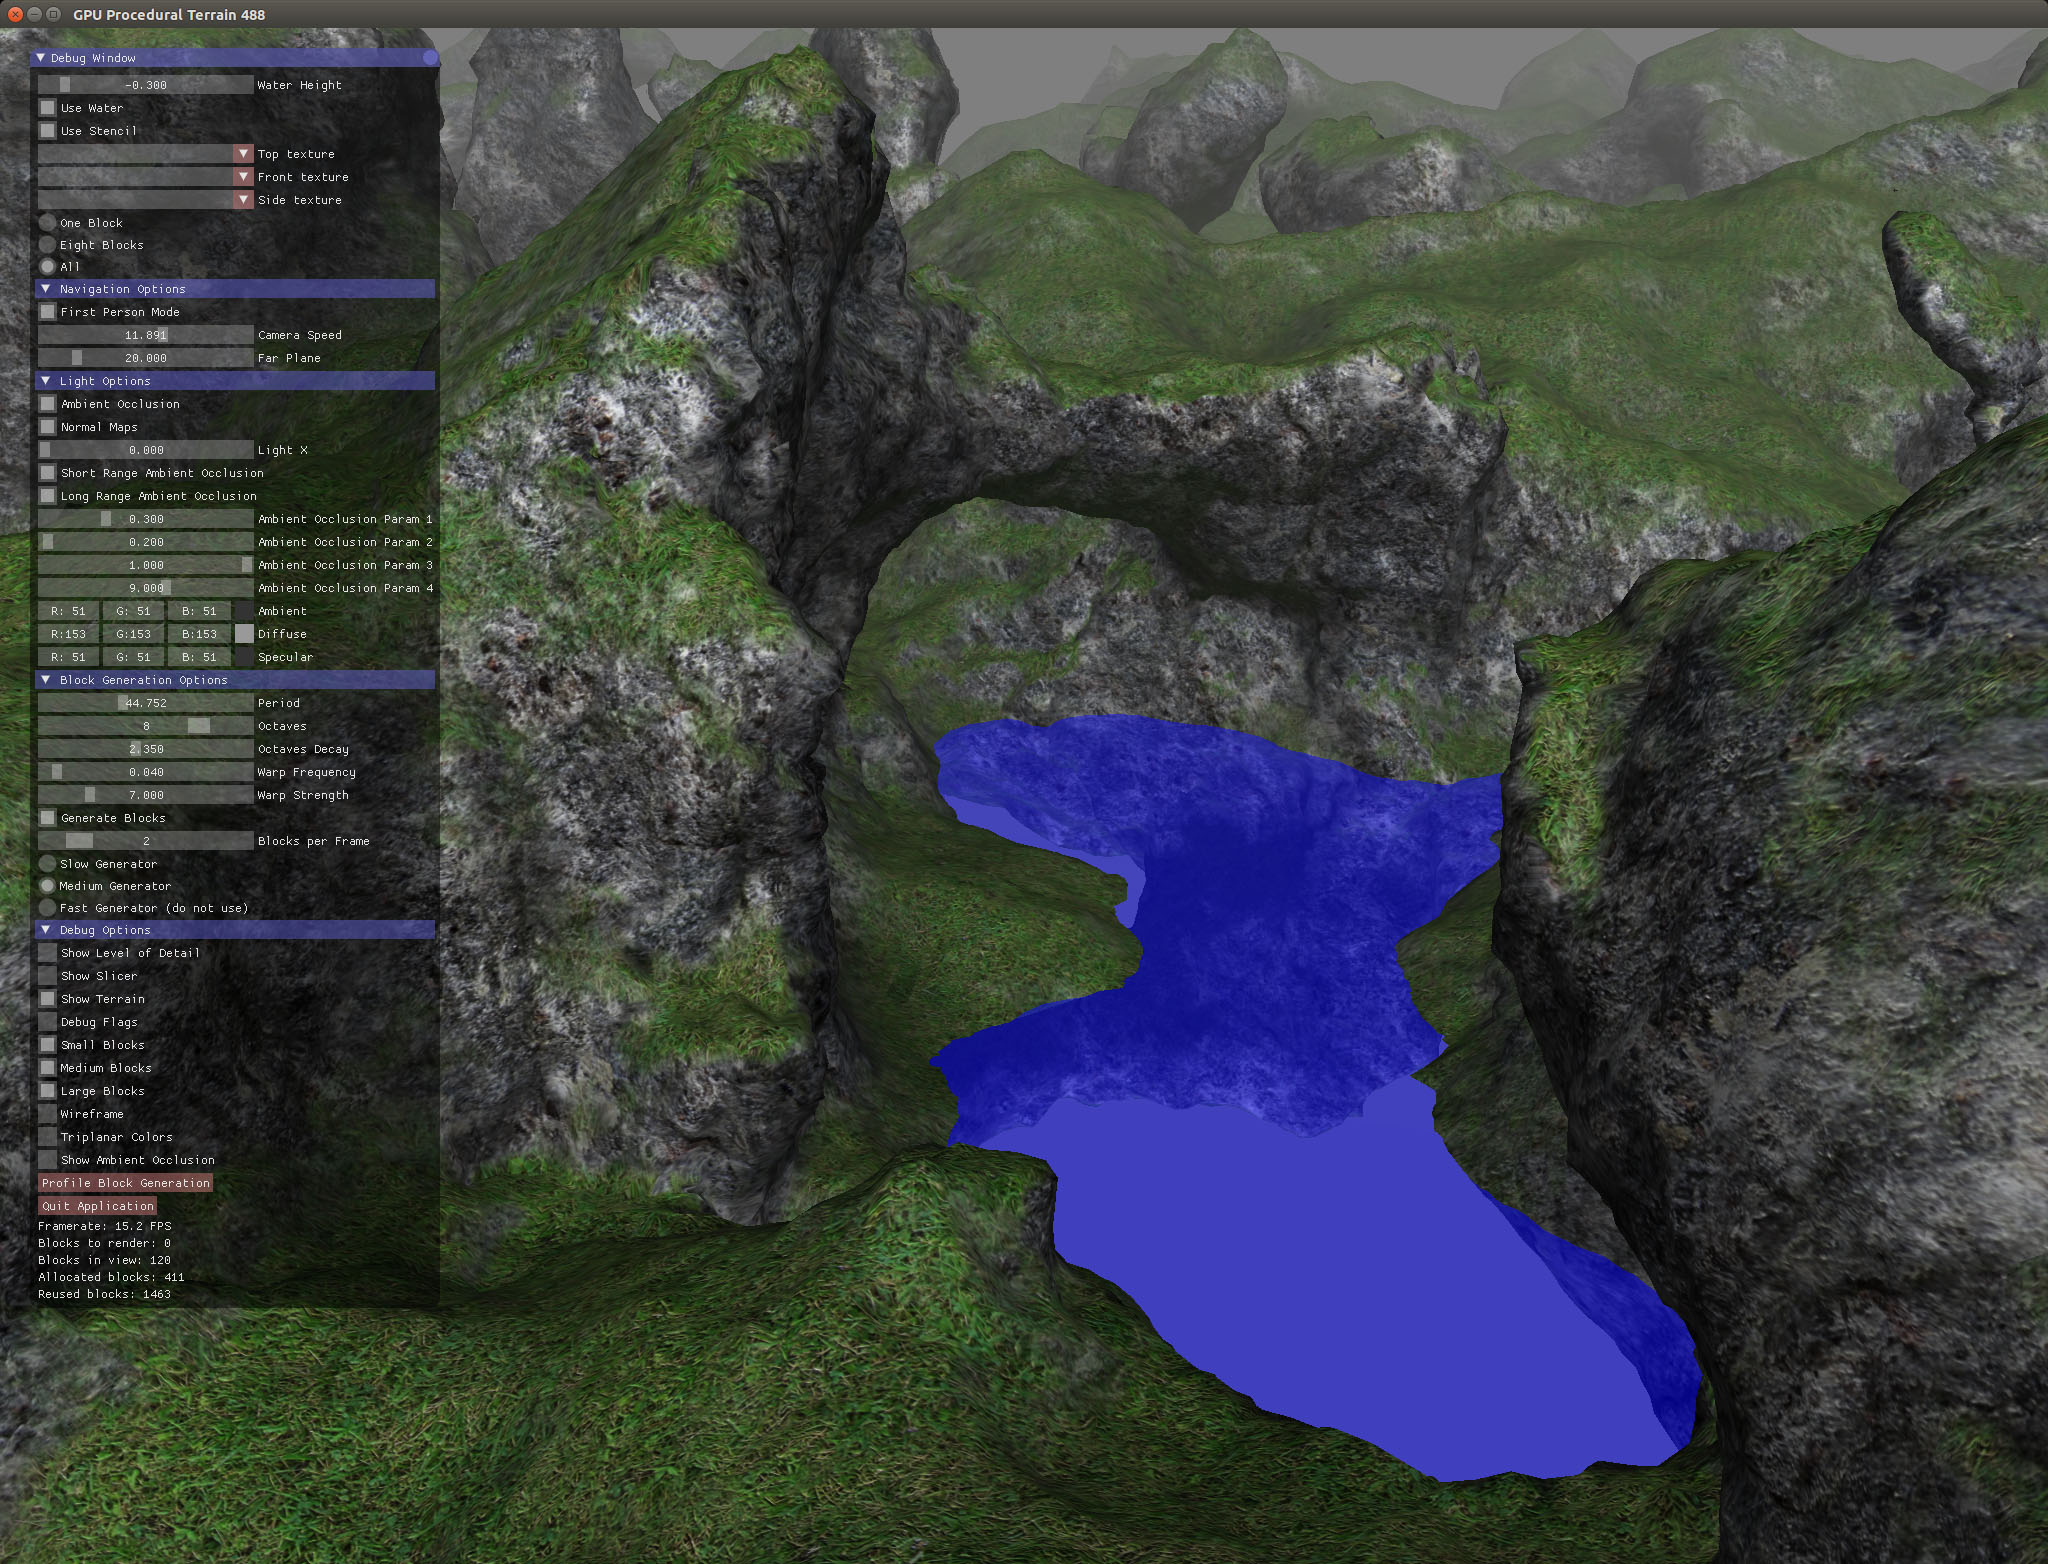 GPU Procedural Terrain 488
Debug Window
-0.300 Water Height
Use Water
Use Stencil
Top texture
Front texture
Side texture
One Block
Eight Blocks
All
Navigation Options
First Person Mode
11.891 Camera Speed
20.000 Far Plane
Light Options
Ambient Occlusion
Normal Maps
0.000 Light X
Short Range Ambient Occlusion
Long Range Ambient Occlusion
0.300 Ambient Occlusion Param 1
0.200 Ambient Occlusion Param 2
1.000 Ambient Occlusion Param 3
9.000 Ambient Occlusion Param 4
R: 51 G: 51 B: 51 Ambient
R:153 G:153 B:153 Diffuse
R: 51 G: 51 B: 51 Specular
Block Generation Options
44.752 Period
8 Octaves
2.350 Octaves Decay
0.040 Warp Frequency
7.000 Warp Strength
Generate Blocks
2 Blocks per Frame
Slow Generator
Medium Generator
Fast Generator (do not use)
Debug Options
Show Level of Detail
Show Slicer
Show Terrain
Debug Flags
Small Blocks
Medium Blocks
Large Blocks
Wireframe
Triplanar Colors
Show Ambient Occlusion
Profile Block Generation
Quit Application
Framerate: 15.2 FPS
Blocks to render: 0
Blocks in view: 120
Allocated blocks: 411
Reused blocks: 1463